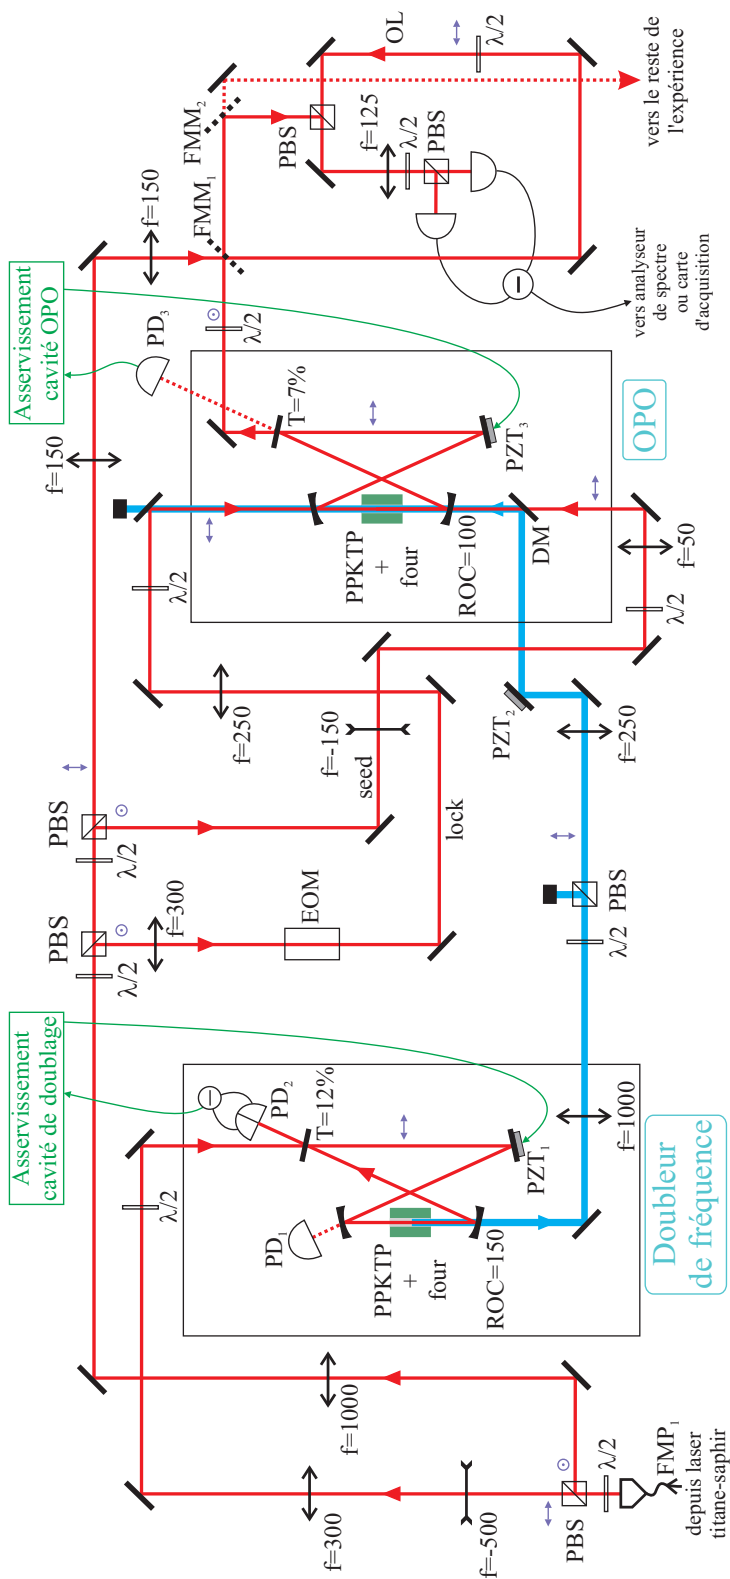 Asservissement
cavité de doublage
Asservissement
cavité OPO
PBS
PBS
f=150
f=150
λ/2
λ/2
PD₃
FMM₁
FMM₂
λ/2
f=300
λ/2
λ/2
PD₁
PD₂
T=12%
EOM
f=250
T=7%
PBS
f=1000
f=300
PPKTP
+
four
ROC=150
f=-150
seed
lock
PPKTP
+
four
ROC=100
PZT₃
f=125
λ/2
PBS
OL
λ/2
f=-500
PZT₁
PZT₂
DM
PBS
λ/2
FMP₁
depuis laser
titane-saphir
f=1000
λ/2
PBS
f=250
λ/2
f=50
vers analyseur
de spectre
ou carte
d'acquisition
vers le reste de
l'expérience
Doubleur
de fréquence
OPO